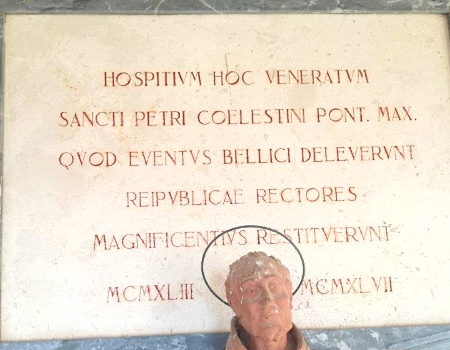 HOSPITIVM HOC VENERATVM
SANCTI PETRI COELESTINI PONT. MAX.
QVOD EVENTVS BELLICI DELEVERVNT
REIPVBLICAE RECTORES
MAGNIFICENTIVS RESTITVERVNT
MCMXLIII MCMXLVII